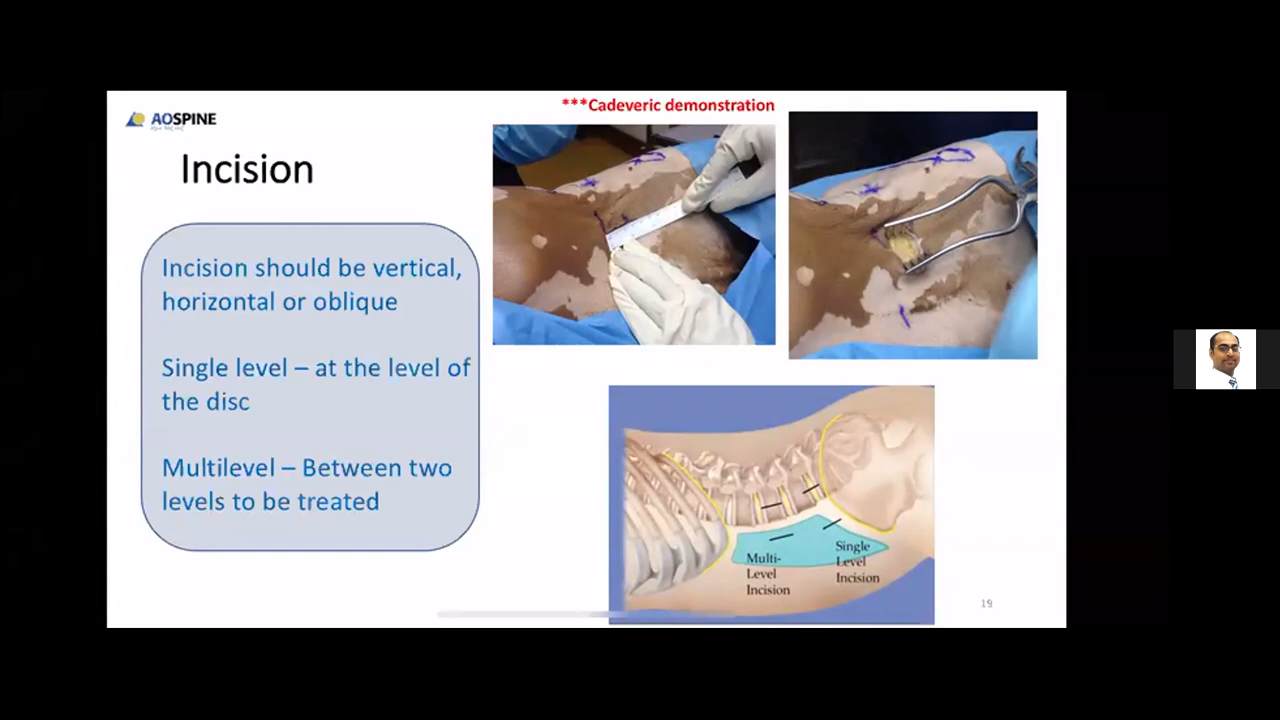 ***Cadeveric demonstration
AOSPINE
Incision
Incision should be vertical,
horizontal or oblique
Single level – at the level of
the disc
Multilevel – Between two
levels to be treated
Multi-
Level
Incision
Single
Level
Incision
19